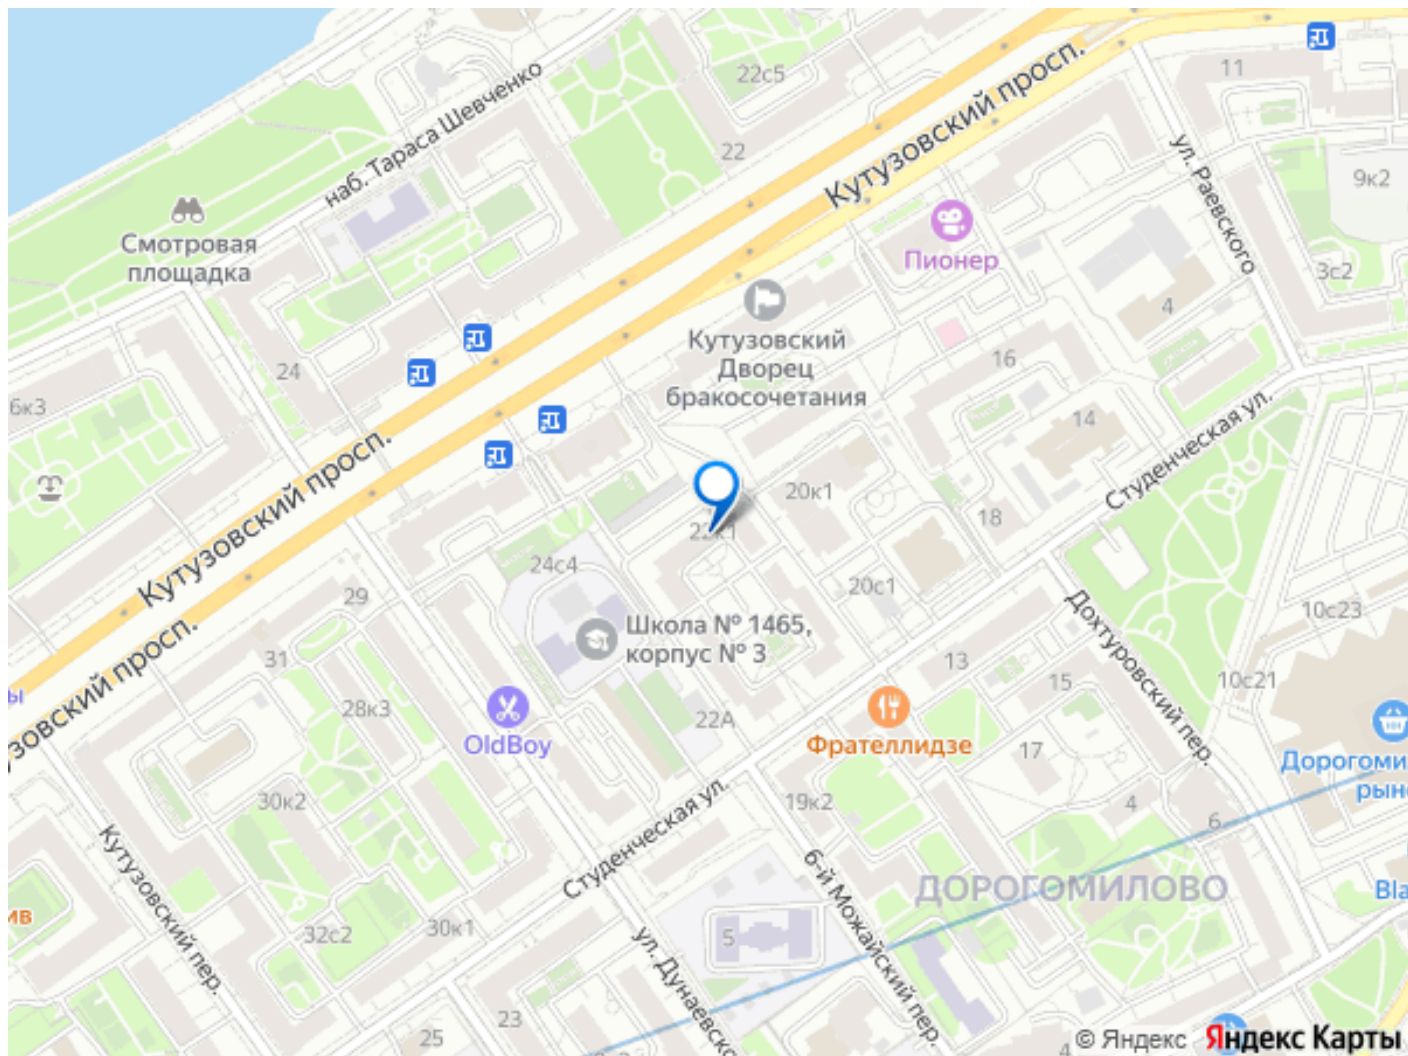 22с5
11
Кутузовский просп.
наб. Тараса Шевченко
22
ул. Раевского
9к2
Смотровая
площадка
Пионер
3с2
4
Кутузовский
Дворец
бракосочетания
16
24
6к3
14
Студенческая ул.
Кутузовский просп.
20к1
18
22к1
24с4
20с1
29
Дохтуровский пер.
10с23
Школа № 1465,
корпус № 3
31
13
15
10с21
ы
зовский просп.
28к3
22А
OldBoy
Фрателлидзе
17
Дорогоми
рын
30к2
19к2
4
6
Студенческая ул.
Кутузовский пер.
6-й Можайский пер.
ДОРОГОМИЛОВО
Bla
ив
32с2
30к1
5
ул. Дунаевско
23
25
4
© Яндекс Яндекс Карты